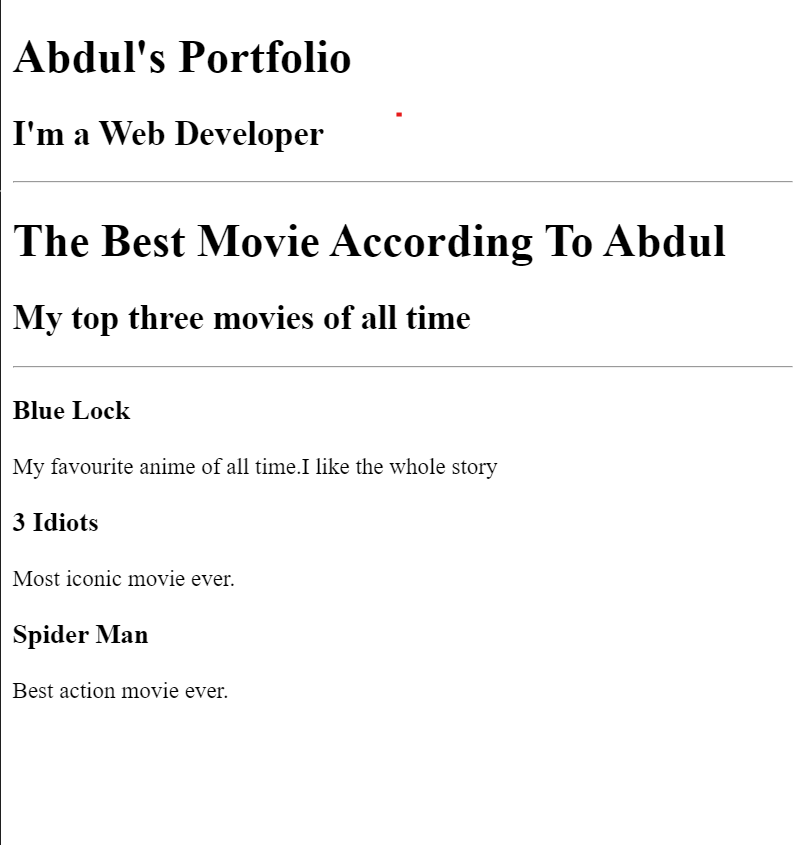 Abdul's Portfolio
I'm a Web Developer
The Best Movie According To Abdul
My top three movies of all time
Blue Lock
My favourite anime of all time.I like the whole story
3 Idiots
Most iconic movie ever.
Spider Man
Best action movie ever.